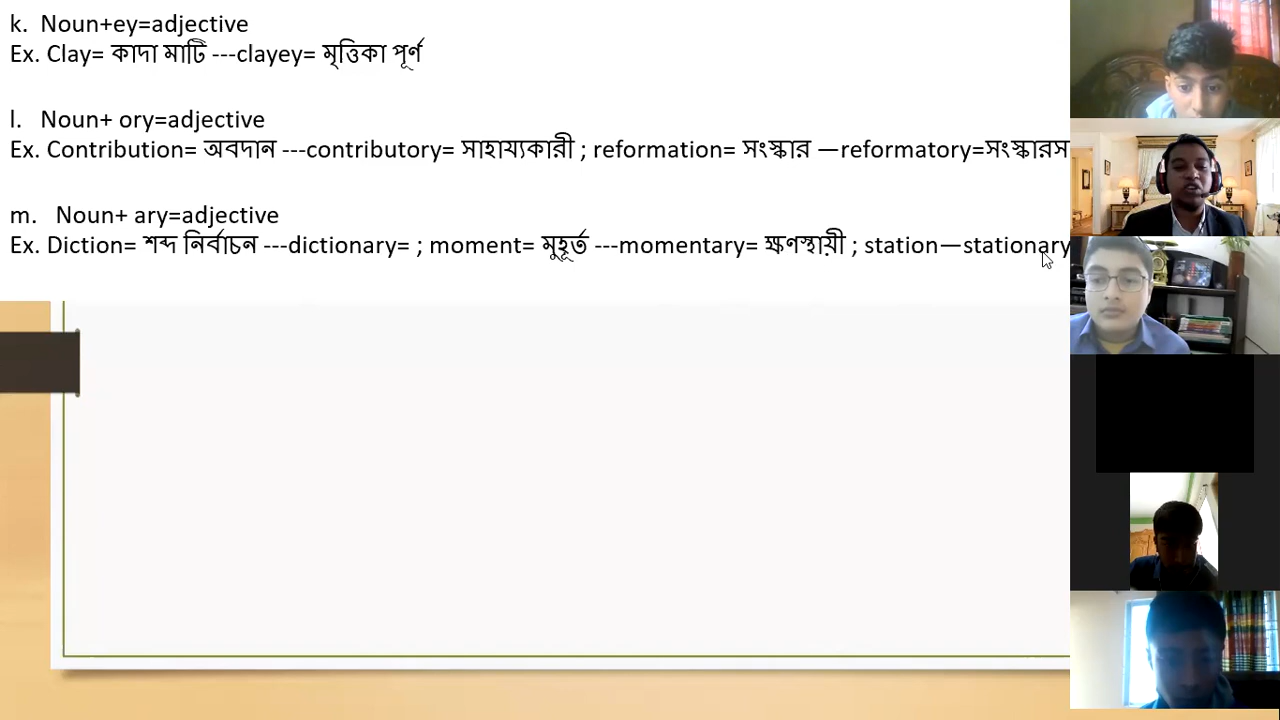 k. Noun+ey=adjective
Ex. Clay= কাদা মাটি ---clayey= মৃত্তিকা পূর্ণ
l. Noun+ ory=adjective
Ex. Contribution= অবদান ---contributory= সাহায্যকারী ; reformation= সংস্কার —reformatory=সংস্কারস
m. Noun+ ary=adjective
Ex. Diction= শব্দ নির্বাচন ---dictionary= ; moment= মুহূর্ত ---momentary= ক্ষণস্থায়ী ; station—stationary